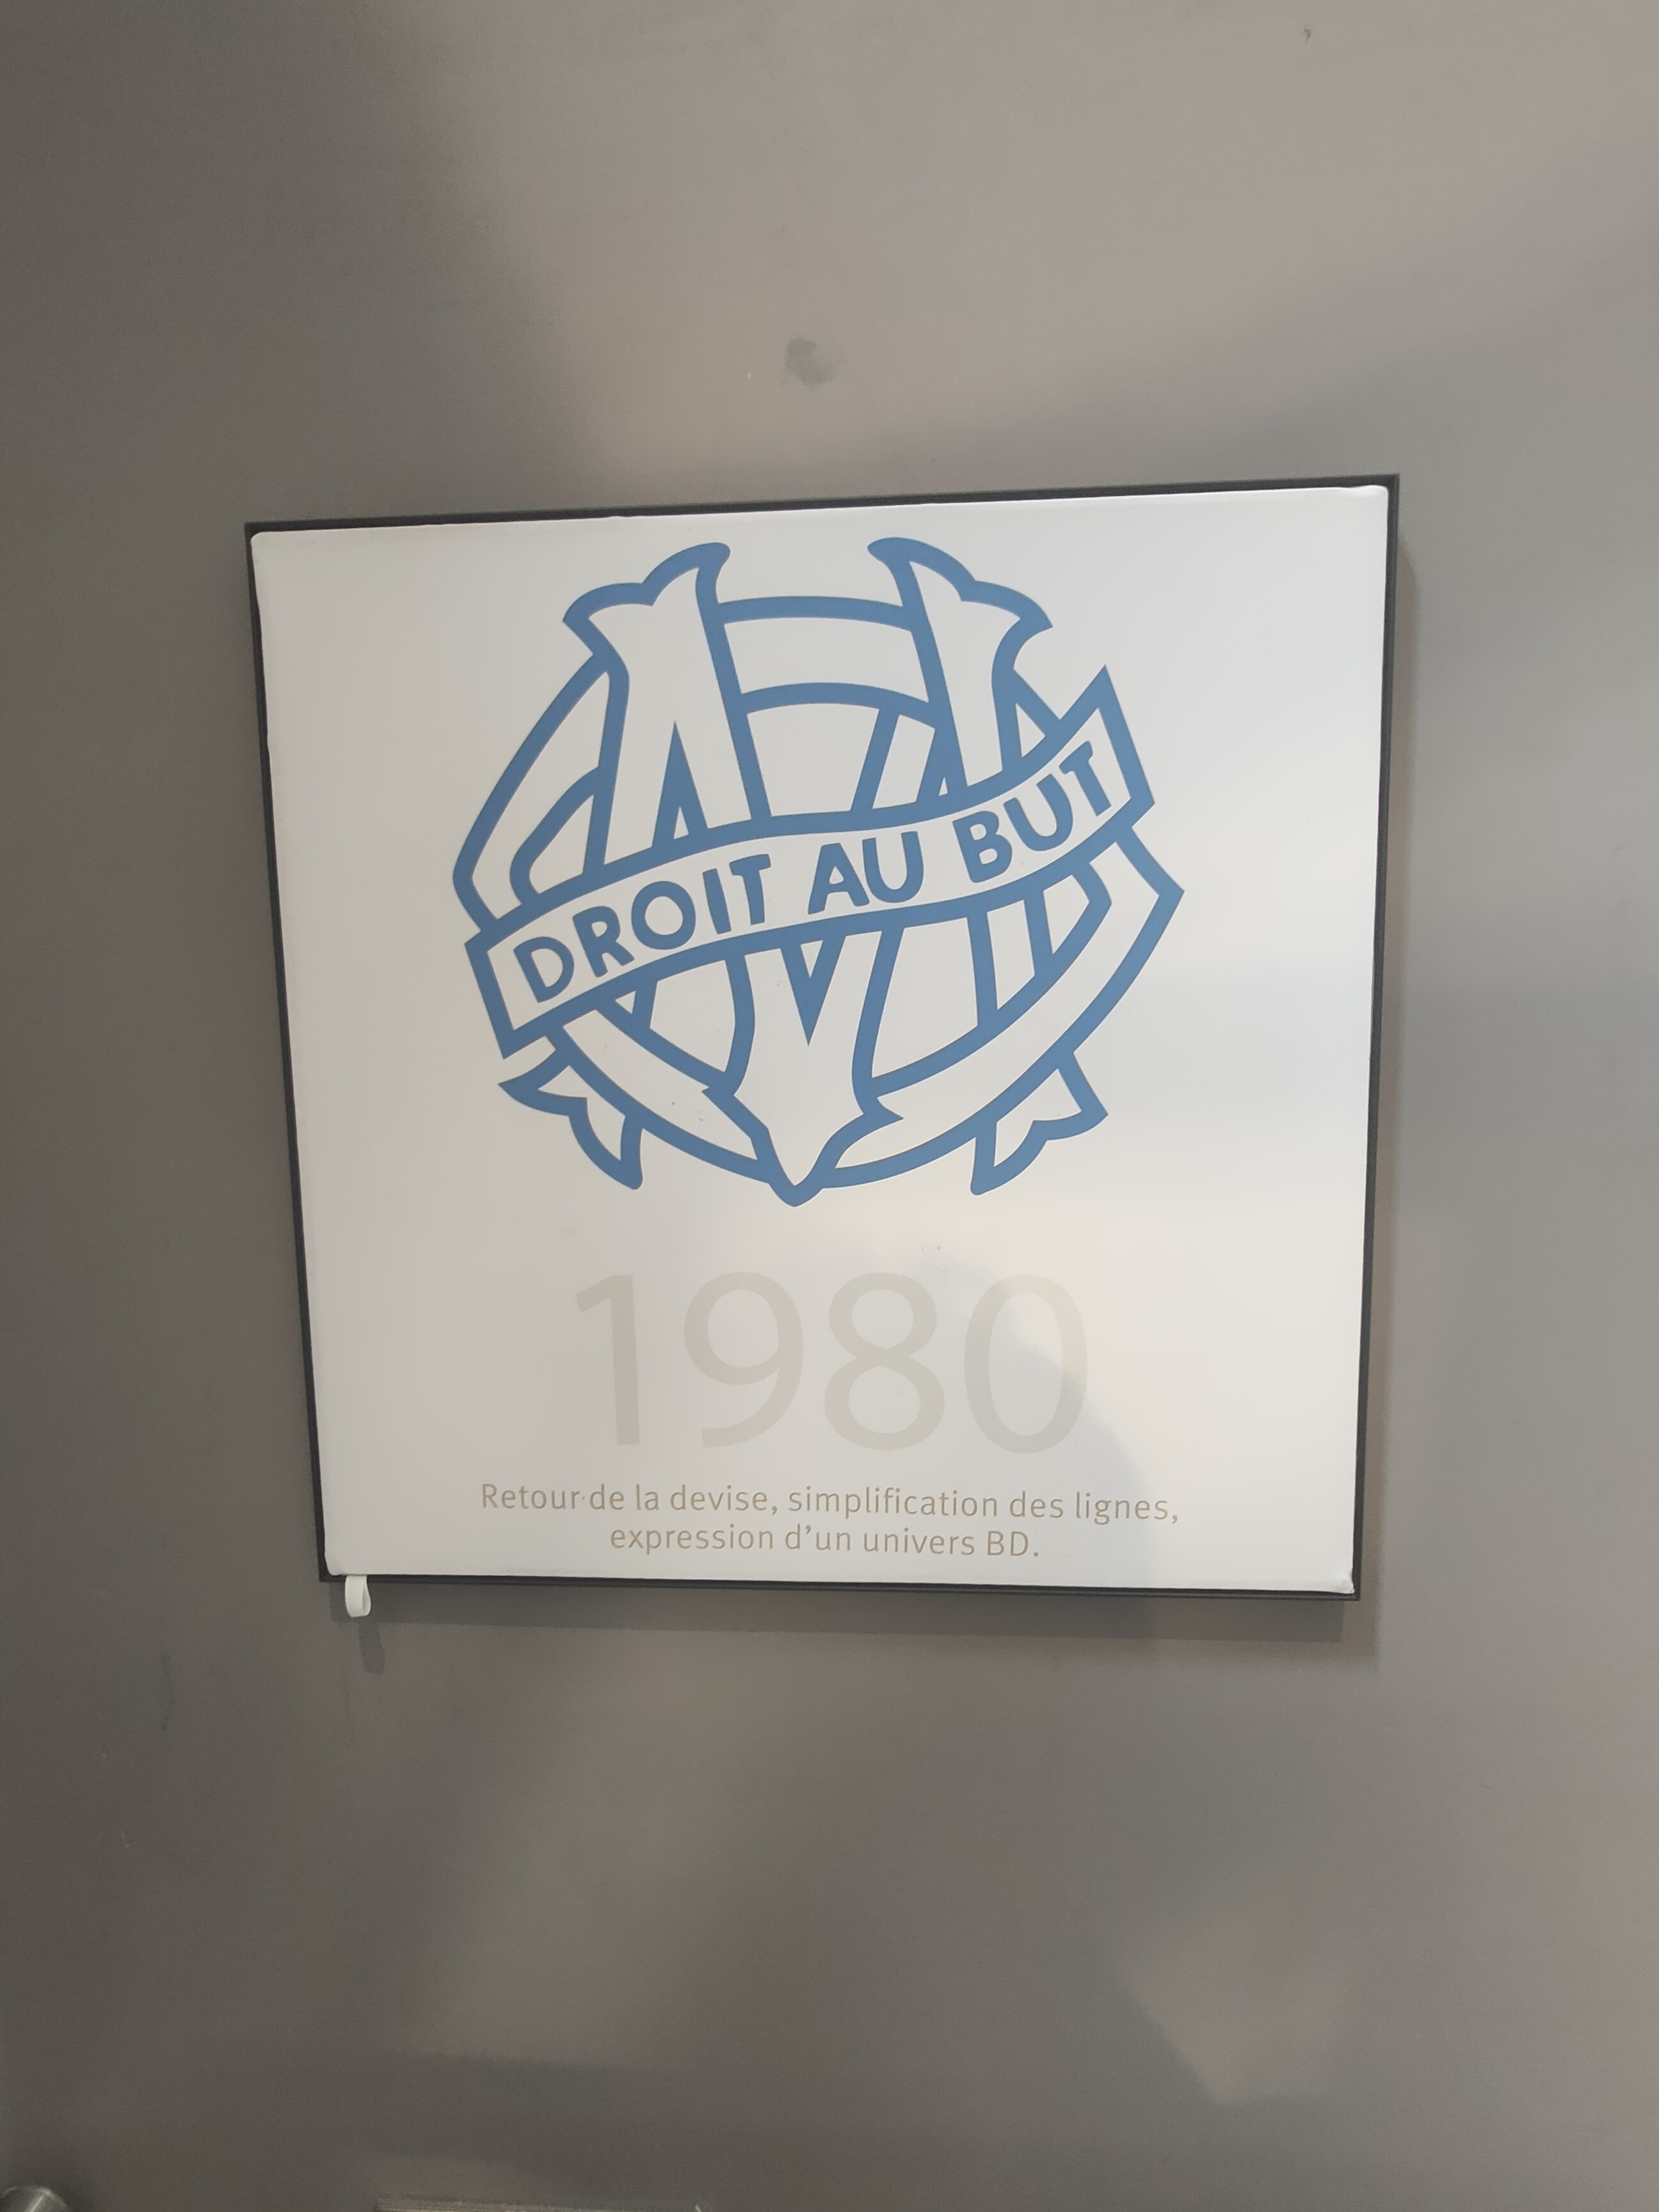 DROIT AU BUT
1980
Retour de la devise, simplification des lignes,
expression d'un univers BD.